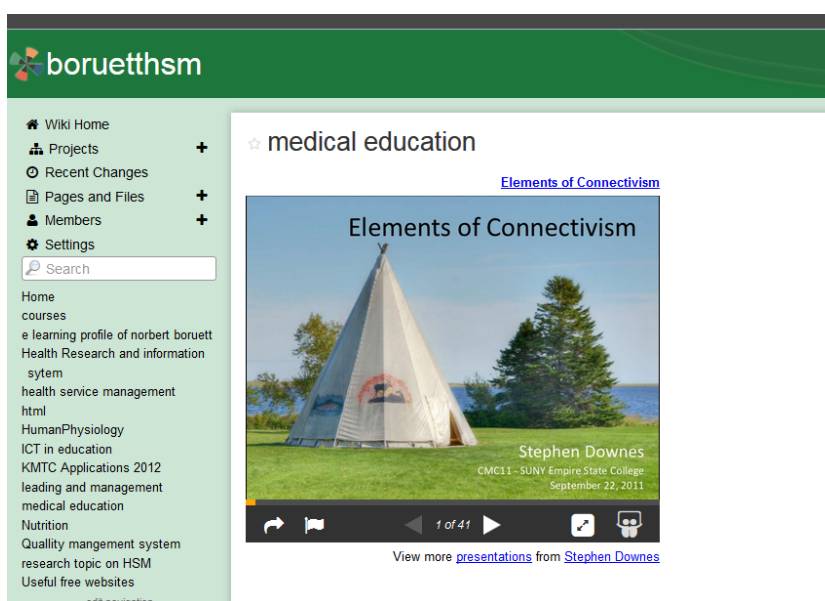 boruetthsm
Wiki Home
Projects
Recent Changes
Pages and Files
Members
Settings
Search
Home
courses
e learning profile of norbert boruett
Health Research and information
sytem
health service management
html
HumanPhysiology
ICT in education
KMTC Applications 2012
leading and management
medical education
Nutrition
Quallity mangement system
research topic on HSM
Useful free websites
edit navigation
medical education
Elements of Connectivism
Elements of Connectivism
Stephen Downes
CMC11 - SUNY Empire State College
September 22, 2011
1 of 41
View more presentations from Stephen Downes